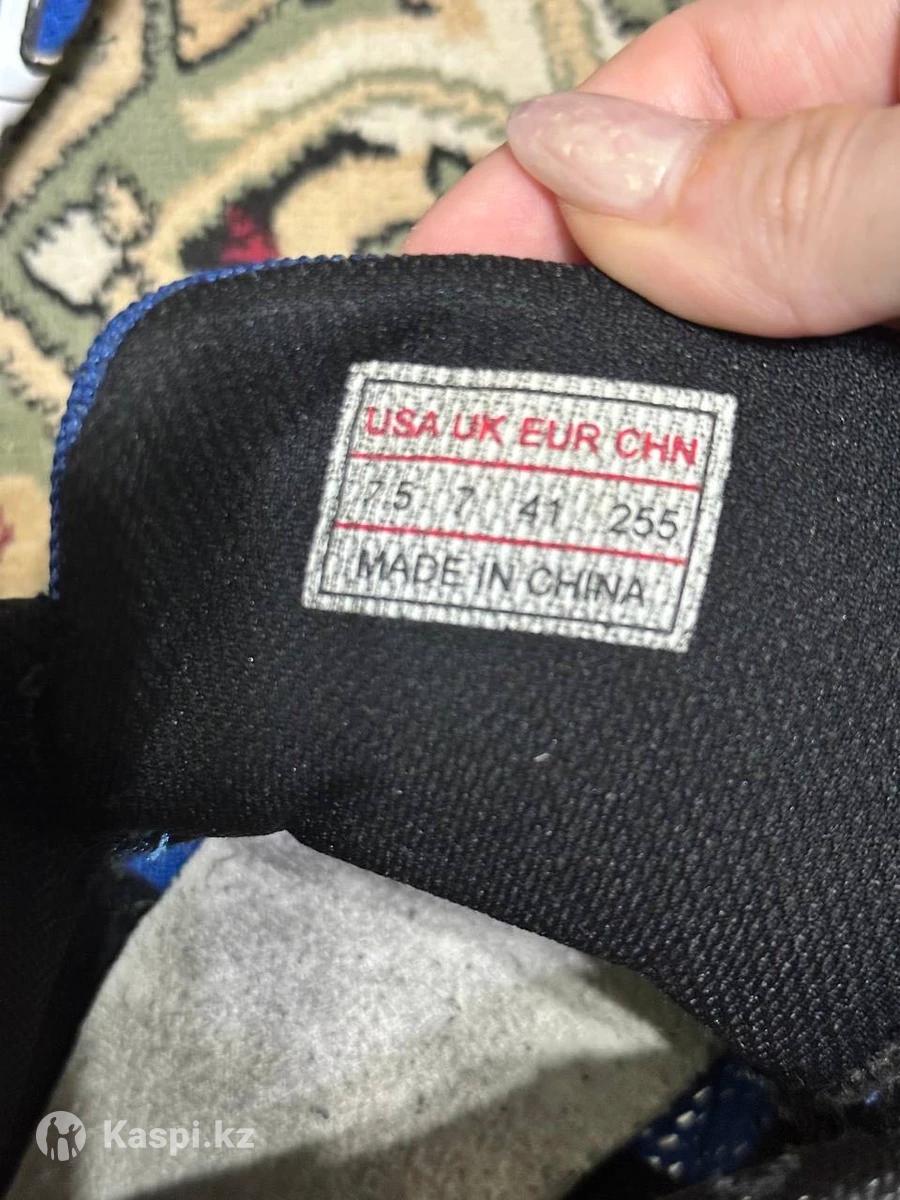 USA UK EUR CHN
7.5 7 41 255
MADE IN CHINA
Kaspi.kz